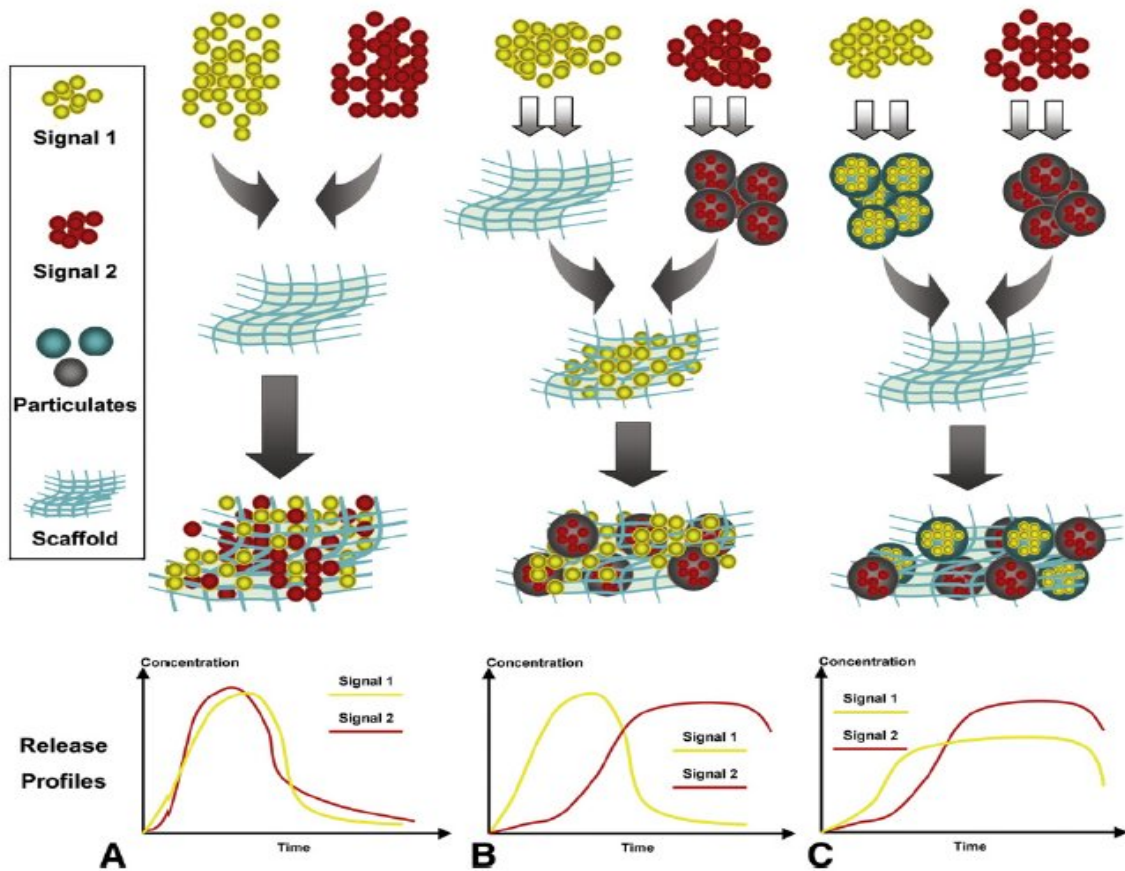 Signal 1
Signal 2
Particulates
Scaffold
Release
Profiles
Concentration
Signal 1
Signal 2
Time
A
Concentration
Signal 1
Signal 2
Time
B
Concentration
Signal 1
Signal 2
Time
C